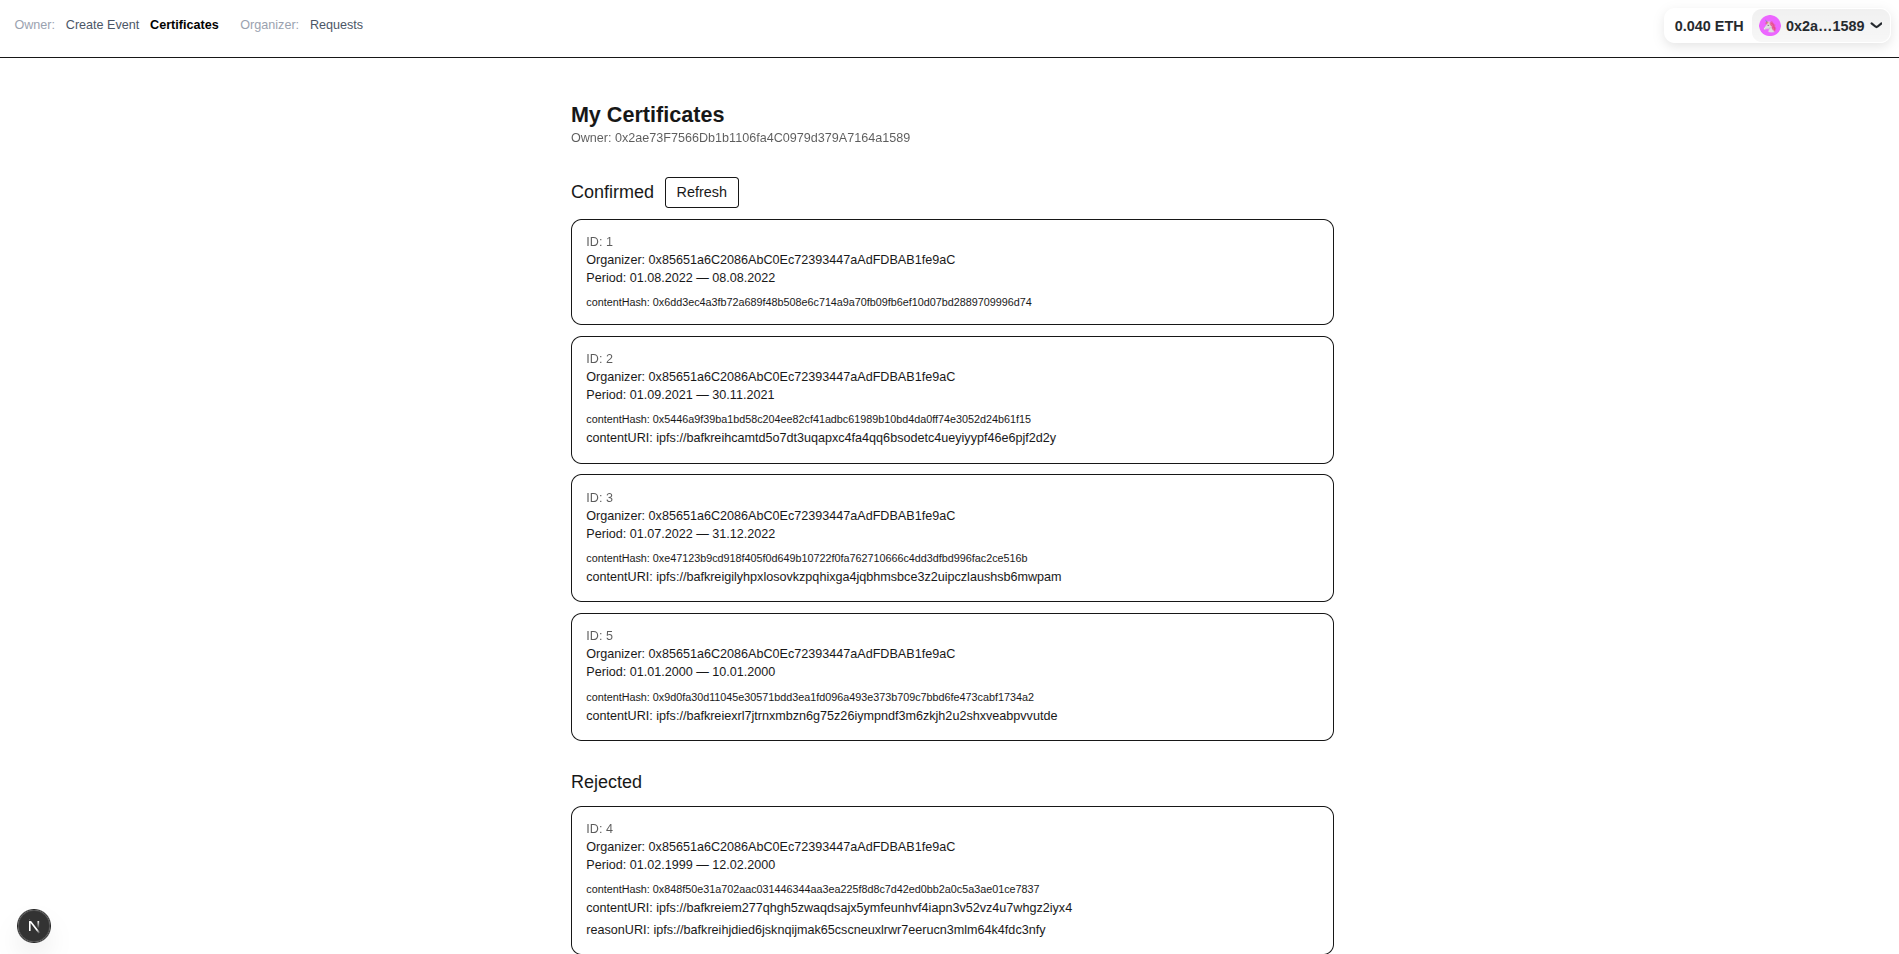 Owner: Create Event Certificates Organizer: Requests
0.040 ETH 0x2a...1589
My Certificates
Owner: 0x2ae73F7566Db1b1106fa4C0979d379A7164a1589
Confirmed Refresh
ID: 1
Organizer: 0x85651a6C2086AbC0Ec72393447aAdFDBAB1fe9aC
Period: 01.08.2022 — 08.08.2022
contentHash: 0x6dd3ec4a3fb72a689f48b508e6c714a9a70fb09fb6ef10d07bd2889709996d74
ID: 2
Organizer: 0x85651a6C2086AbC0Ec72393447aAdFDBAB1fe9aC
Period: 01.09.2021 — 30.11.2021
contentHash: 0x5446a9f39ba1bd58c204ee82cf41adbc61989b10bd4da0ff74e3052d24b61f15
contentURI: ipfs://bafkreihcamtd5o7dt3uqapxc4fa4qq6bsodetc4ueyiyypf46e6pjf2d2y
ID: 3
Organizer: 0x85651a6C2086AbC0Ec72393447aAdFDBAB1fe9aC
Period: 01.07.2022 — 31.12.2022
contentHash: 0xe47123b9cd918f405f0d649b10722f0fa762710666c4dd3dfbd996fac2ce516b
contentURI: ipfs://bafkreigilyhpxlosovkzpqhixga4jqbhmsbce3z2uipczlaushsb6mwpam
ID: 5
Organizer: 0x85651a6C2086AbC0Ec72393447aAdFDBAB1fe9aC
Period: 01.01.2000 — 10.01.2000
contentHash: 0x9d0fa30d11045e30571bdd3ea1fd096a493e373b709c7bbd6fe473cabf1734a2
contentURI: ipfs://bafkreiexrl7jtrnxmbzn6g75z26iympndf3m6zkjh2u2shxveabpvvutde
Rejected
ID: 4
Organizer: 0x85651a6C2086AbC0Ec72393447aAdFDBAB1fe9aC
Period: 01.02.1999 — 12.02.2000
contentHash: 0x848f50e31a702aac031446344aa3ea225f8d8c7d42ed0bb2a0c5a3ae01ce7837
contentURI: ipfs://bafkreiem277qhgh5zwaqdsajx5ymfeunhvf4iapn3v52vz4u7whgz2iyx4
reasonURI: ipfs://bafkreihjdied6jsknqijmak65cscneuxlrwr7eerucn3mlm64k4fdc3nfy
N